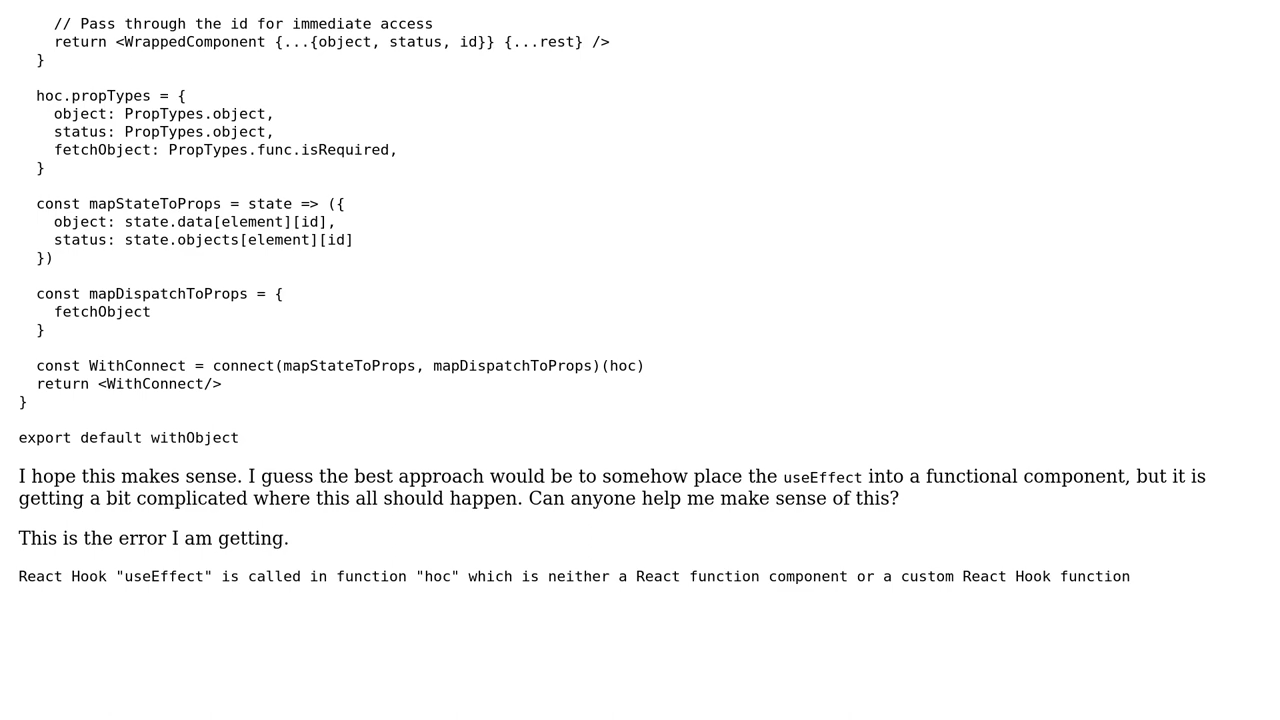 // Pass through the id for immediate access
    return <WrappedComponent {...{object, status, id}} {...rest} />
  }
  hoc.propTypes = {
    object: PropTypes.object,
    status: PropTypes.object,
    fetchObject: PropTypes.func.isRequired,
  }
  const mapStateToProps = state => ({
    object: state.data[element][id],
    status: state.objects[element][id]
  })
  const mapDispatchToProps = {
    fetchObject
  }
  const WithConnect = connect(mapStateToProps, mapDispatchToProps)(hoc)
  return <WithConnect/>
}
export default withObject
I hope this makes sense. I guess the best approach would be to somehow place the useEffect into a functional component, but it is
getting a bit complicated where this all should happen. Can anyone help me make sense of this?
This is the error I am getting.
React Hook "useEffect" is called in function "hoc" which is neither a React function component or a custom React Hook function